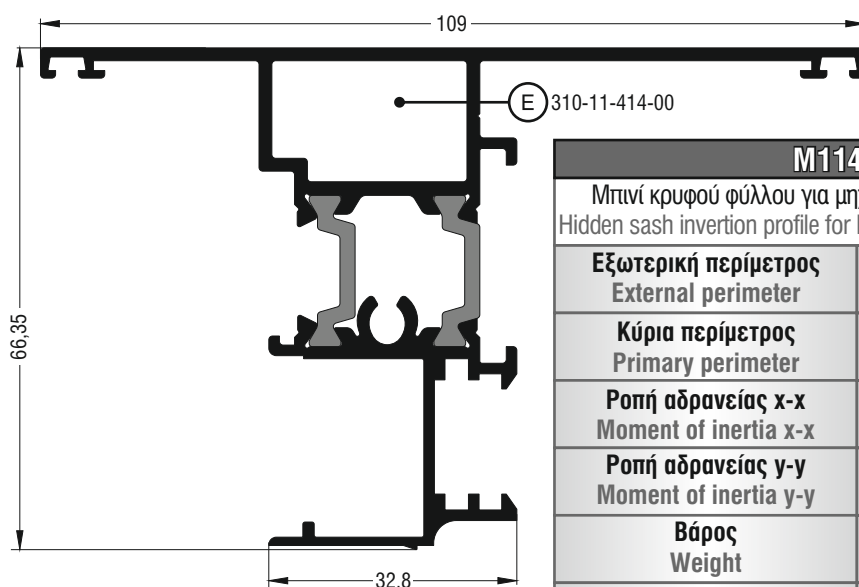 109
E 310-11-414-00
66,35
32,8
M114
Μπινί κρυφού φύλλου για
Hidden sash invertion profile for
Εξωτερική περίμετρος
External perimeter
Κύρια περίμετρος
Primary perimeter
Ροπή αδρανείας x-x
Moment of inertia x-x
Ροπή αδρανείας y-y
Moment of inertia y-y
Βάρος
Weight